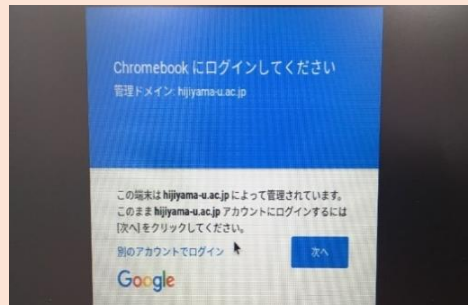 Chromebook にログインしてください
管理ドメイン: hijiyama-u.ac.jp
この端末は hijiyama-u.ac.jp によって管理されています。
このまま hijiyama-u.ac.jp アカウントにログインするには
[次へ] をクリックしてください。
別のアカウントでログイン
次へ
Google